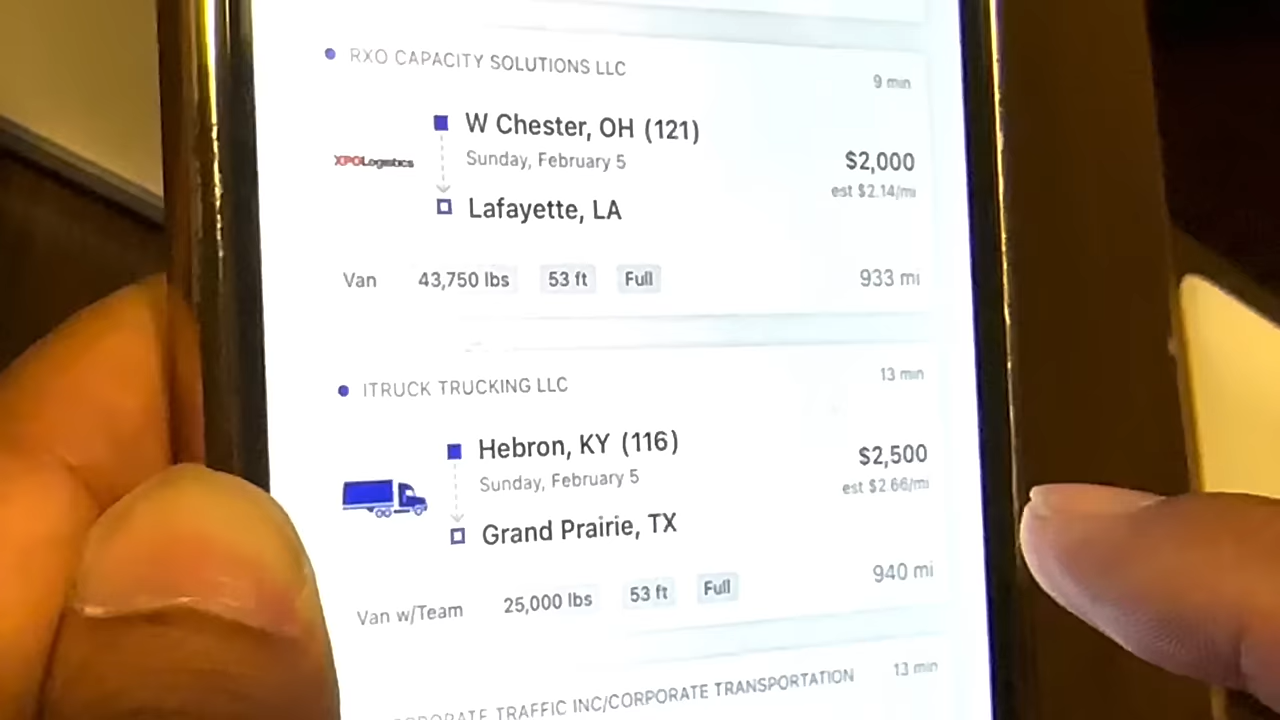 RXO CAPACITY SOLUTIONS LLC
9 min
W Chester, OH (121)
Sunday, February 5
XPOLogistics
$2,000
est $2.14/mi
Lafayette, LA
Van 43,750 lbs 53 ft Full 933 mi
ITRUCK TRUCKING LLC
13 min
Hebron, KY (116)
Sunday, February 5
$2,500
est $2.66/mi
Grand Prairie, TX
Van w/Team 25,000 lbs 53 ft Full 940 mi
TRAFFIC INC/CORPORATE TRANSPORTATION
13 min